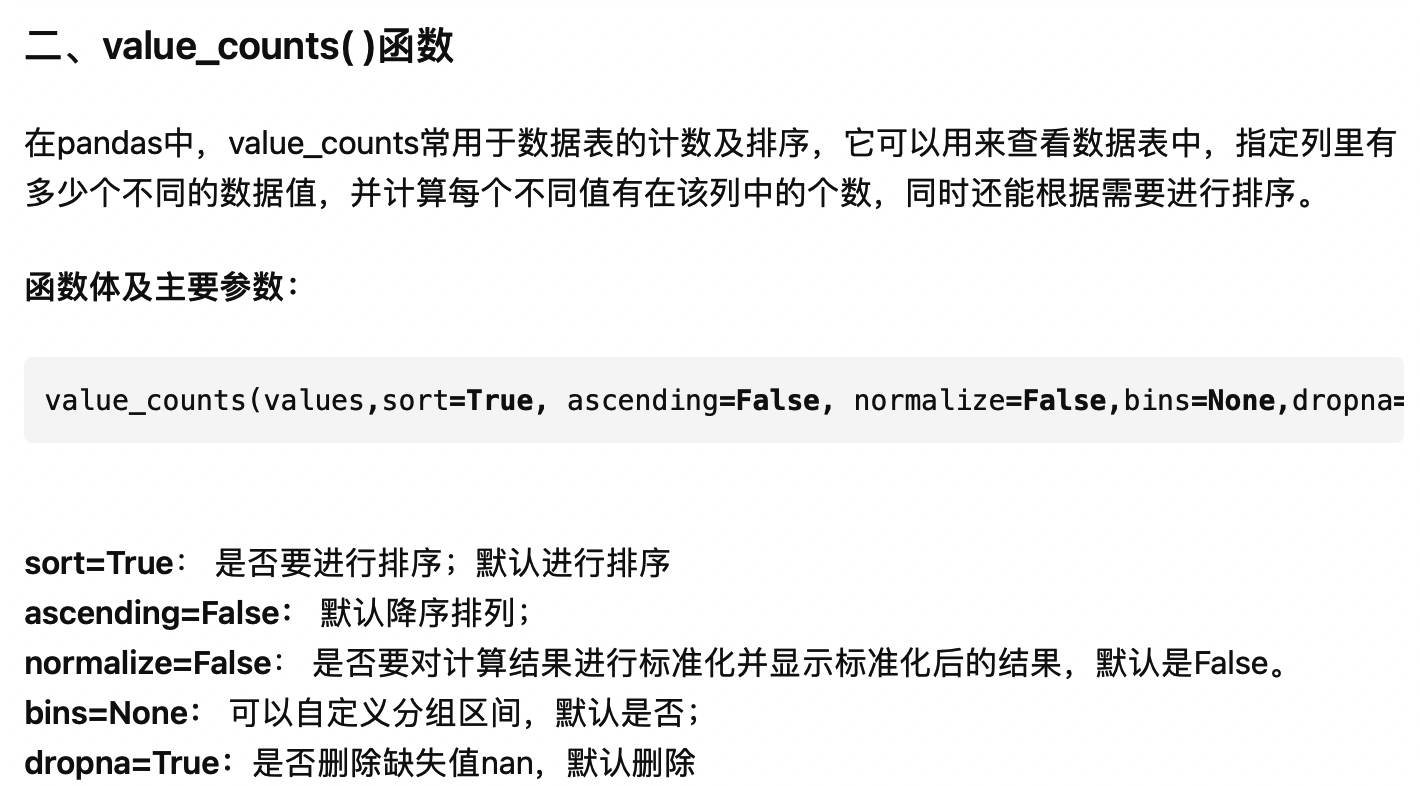 二、value_counts( )函数
在pandas中，value_counts常用于数据表的计数及排序，它可以用来查看数据表中，指定列里有
多少个不同的数据值，并计算每个不同值有在该列中的个数，同时还能根据需要进行排序。
函数体及主要参数：
value_counts(values,sort=True, ascending=False, normalize=False,bins=None,dropna=
sort=True： 是否要进行排序；默认进行排序
ascending=False： 默认降序排列；
normalize=False： 是否要对计算结果进行标准化并显示标准化后的结果，默认是False。
bins=None： 可以自定义分组区间，默认是否；
dropna=True：是否删除缺失值nan，默认删除